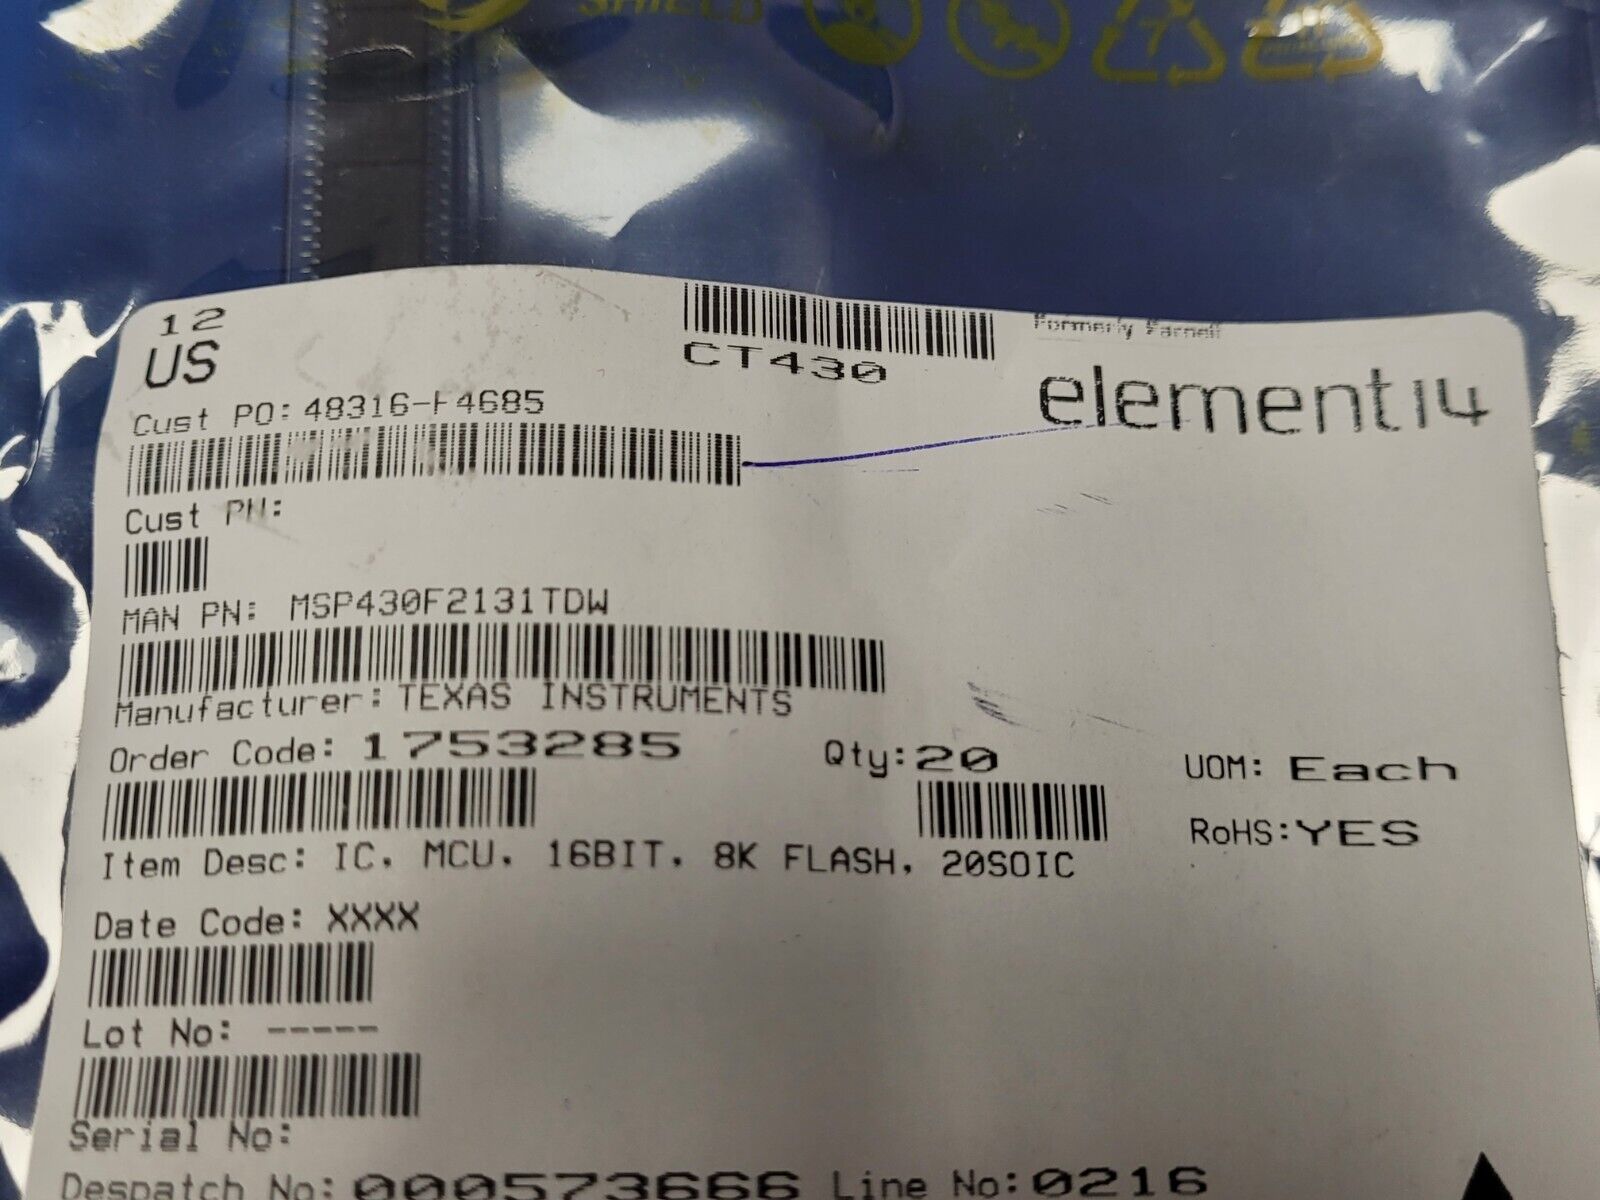 SHIELD
12
US
CT430
Formerly Farnell
element14
Cust PO: 48316-F4685
Cust PN:
MAN PN: MSP430F2131TDW
Manufacturer: TEXAS INSTRUMENTS
Order Code: 1753285
Qty: 20
UOM: Each
RoHS: YES
Item Desc: IC, MCU, 16BIT, 8K FLASH, 20SOIC
Date Code: XXXX
Lot No: -----
Serial No:
Despatch No: 000573666 Line No: 0216